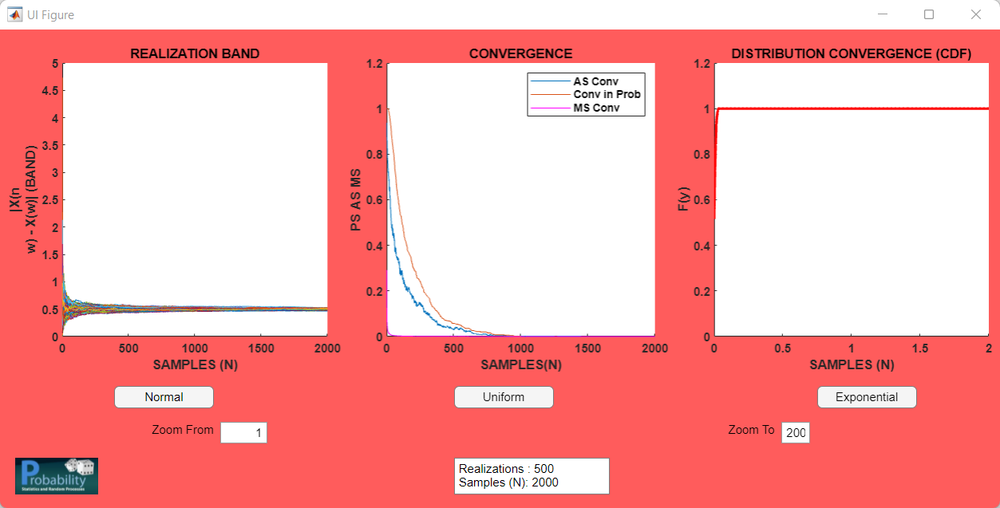 UI Figure
REALIZATION BAND
5
4.5
4
3.5
3
2.5
2
1.5
1
0.5
0
|X(n
w) - X(w)| (BAND)
0 500 1000 1500 2000
SAMPLES (N)
CONVERGENCE
1.2
1
0.8
0.6
0.4
0.2
0
PS AS MS
AS Conv
Conv in Prob
MS Conv
0 500 1000 1500 2000
SAMPLES(N)
DISTRIBUTION CONVERGENCE (CDF)
1.2
1
0.8
0.6
0.4
0.2
0
F(y)
0 0.5 1 1.5 2
SAMPLES (N)
Normal
Uniform
Exponential
Zoom From 1
Zoom To 200
Probability
Statistics and Random Processes
Realizations : 500
Samples (N): 2000